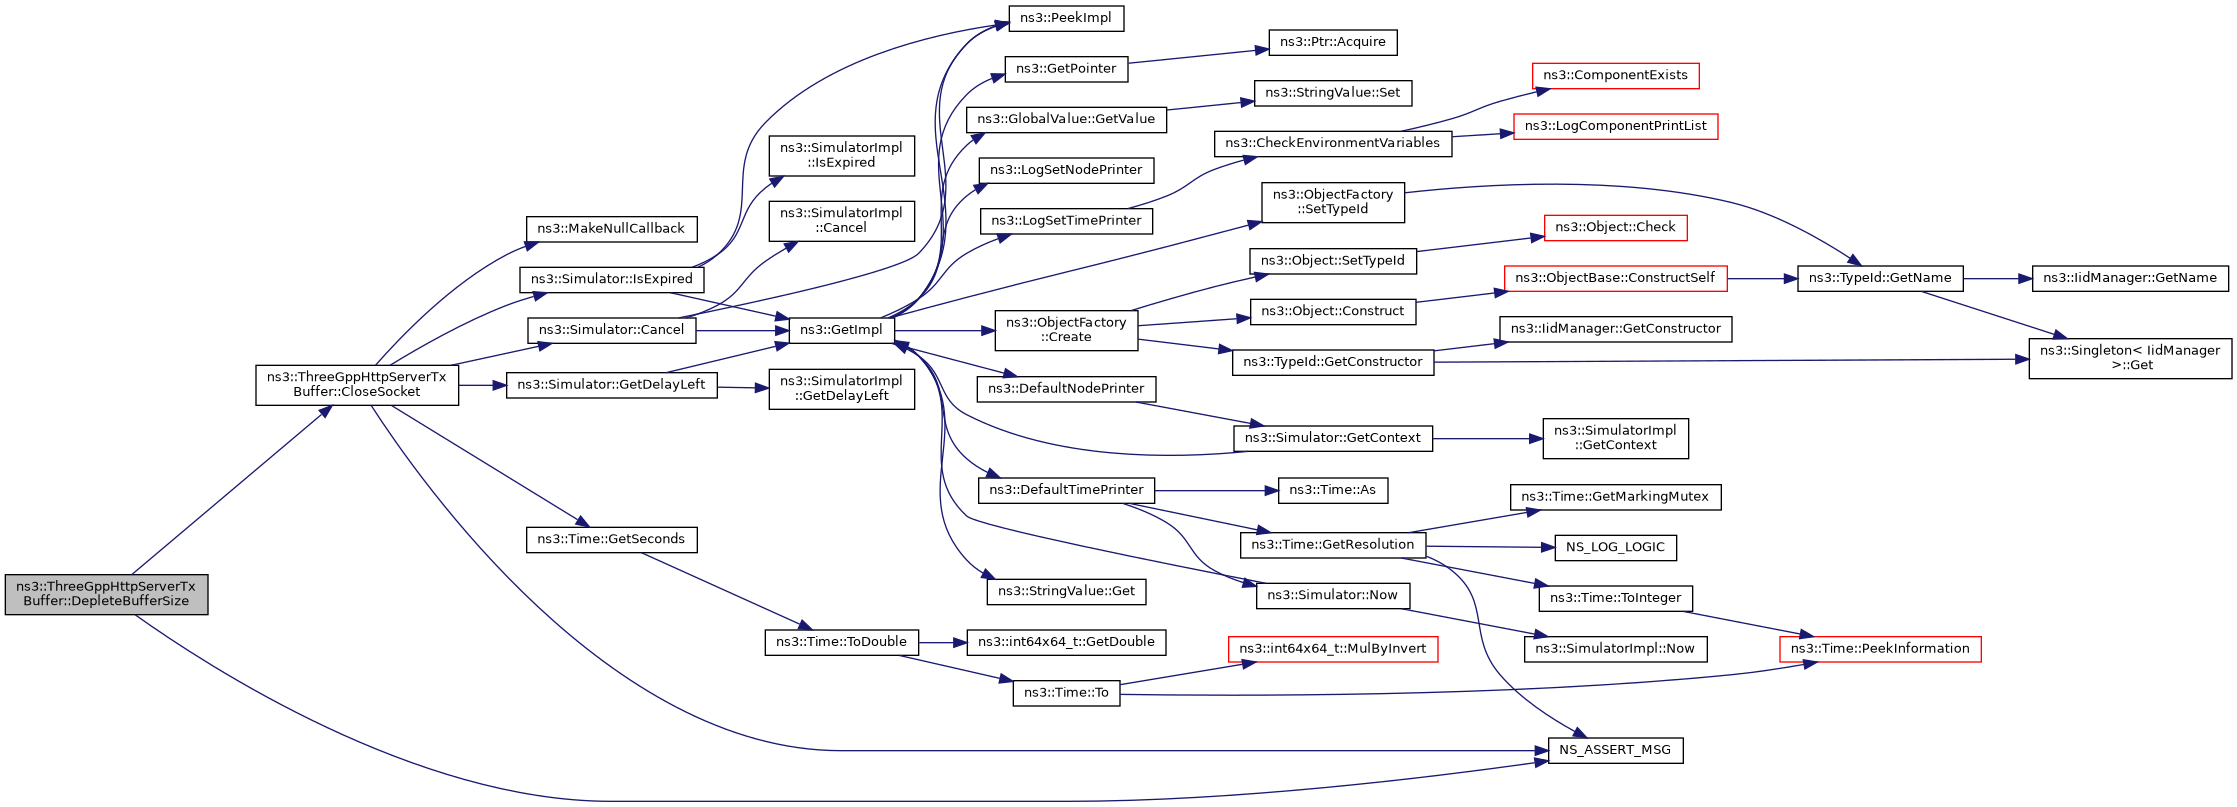 ns3::ThreeGppHttpServerTx
Buffer::DepleteBufferSize
ns3::ThreeGppHttpServerTx
Buffer::CloseSocket
ns3::MakeNullCallback
ns3::Simulator::IsExpired
ns3::Simulator::Cancel
ns3::Simulator::GetDelayLeft
ns3::Time::GetSeconds
ns3::SimulatorImpl
::IsExpired
ns3::SimulatorImpl
::Cancel
ns3::GetImpl
ns3::SimulatorImpl
::GetDelayLeft
ns3::Time::ToDouble
ns3::PeekImpl
ns3::GetPointer
ns3::GlobalValue::GetValue
ns3::LogSetNodePrinter
ns3::LogSetTimePrinter
ns3::ObjectFactory
::Create
ns3::DefaultNodePrinter
ns3::DefaultTimePrinter
ns3::StringValue::Get
ns3::int64x64_t::GetDouble
ns3::Time::To
ns3::Ptr::Acquire
ns3::StringValue::Set
ns3::CheckEnvironmentVariables
ns3::ObjectFactory
::SetTypeId
ns3::Object::SetTypeId
ns3::Object::Construct
ns3::TypeId::GetConstructor
ns3::Simulator::GetContext
ns3::Time::As
ns3::Time::GetResolution
ns3::Simulator::Now
ns3::int64x64_t::MulByInvert
ns3::ComponentExists
ns3::LogComponentPrintList
ns3::Object::Check
ns3::ObjectBase::ConstructSelf
ns3::IidManager::GetConstructor
ns3::SimulatorImpl
::GetContext
ns3::Time::GetMarkingMutex
NS_LOG_LOGIC
ns3::Time::ToInteger
ns3::SimulatorImpl::Now
NS_ASSERT_MSG
ns3::TypeId::GetName
ns3::Time::PeekInformation
ns3::IidManager::GetName
ns3::Singleton< IidManager
>::Get